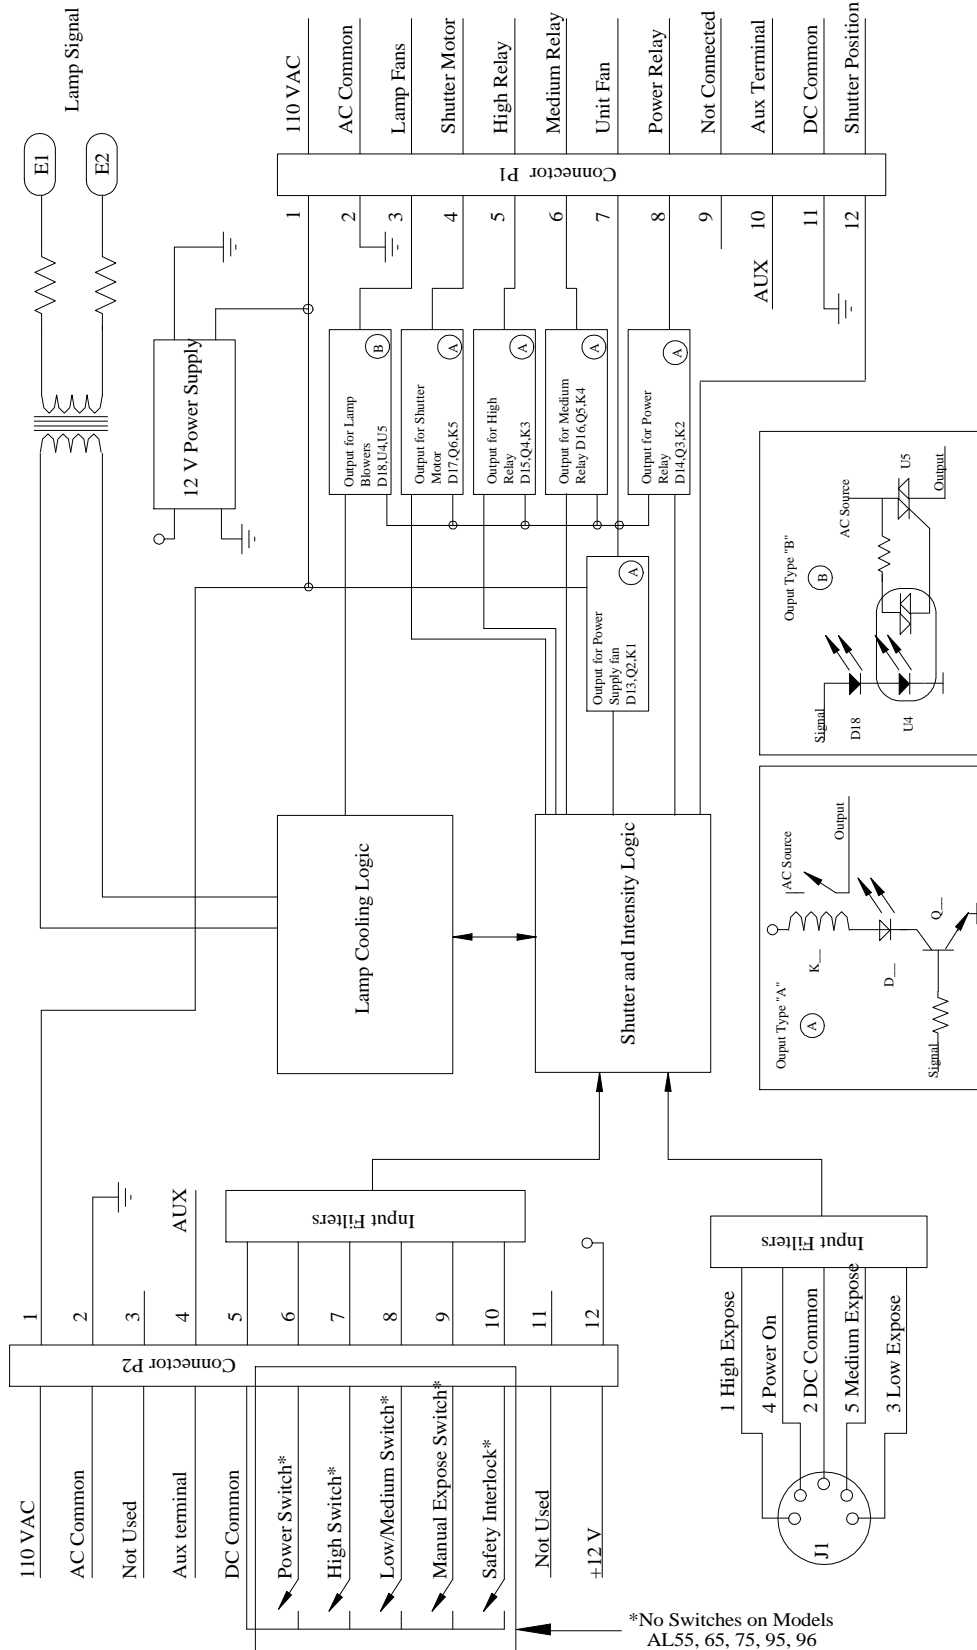 Lamp Signal
E1
E2
12 V Power Supply
110 VAC
AC Common
Lamp Fans
Shutter Motor
High Relay
Medium Relay
Unit Fan
Power Relay
Not Connected
Aux Terminal
DC Common
Shutter Position
Connector P1
1
2
3
4
5
6
7
8
9
10
11
12
AUX
Output for Lamp
Blowers
D18,U4,U5
B
Output for Shutter
Motor
D17,Q6,K5
A
Output for High
Relay
D15,Q4,K3
A
Output for Medium
Relay D16,Q5,K4
A
Output for Power
Relay
D14,Q3,K2
A
Output for Power
Supply fan
D13,Q2,K1
A
Lamp Cooling Logic
Shutter and Intensity Logic
Ouput Type "B"
B
AC Source
U5
Output
Signal
D18
U4
Ouput Type "A"
A
AC Source
Output
K__
D__
Q__
Signal
1
2
3
4
AUX
5
6
7
8
9
10
11
12
Input Filters
Connector P2
110 VAC
AC Common
Not Used
Aux terminal
DC Common
Power Switch*
High Switch*
Low/Medium Switch*
Manual Expose Switch*
Safety Interlock*
Not Used
+12 V
Input Filters
1 High Expose
4 Power On
2 DC Common
5 Medium Expose
3 Low Expose
J1
*No Switches on Models
AL55, 65, 75, 95, 96